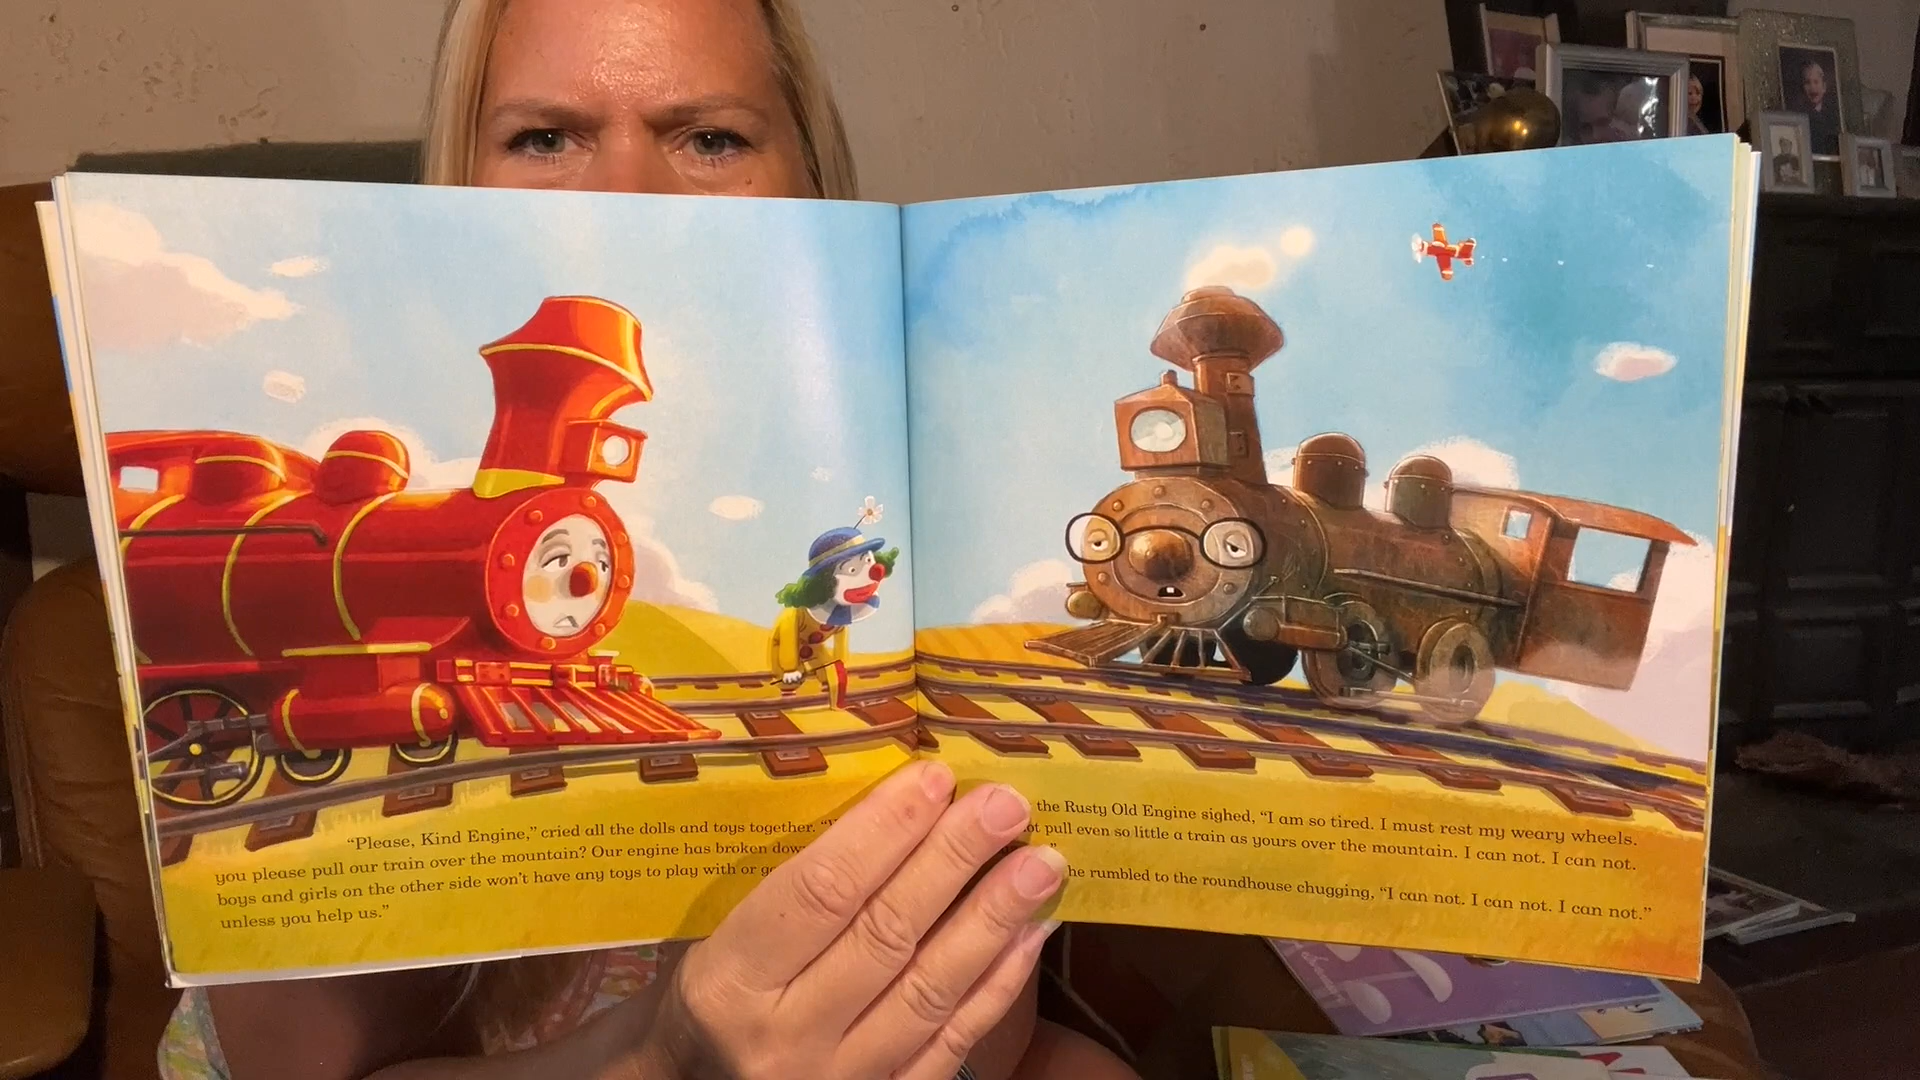 "Please, Kind Engine," cried all the dolls and toys together.
you please pull our train over the mountain? Our engine has broken
boys and girls on the other side won't have any toys to play with or
unless you help us."
the Rusty Old Engine sighed, "I am so tired. I must rest my weary wheels.
pull even so little a train as yours over the mountain. I can not. I can not.
he rumbled to the roundhouse chugging, "I can not. I can not. I can not."